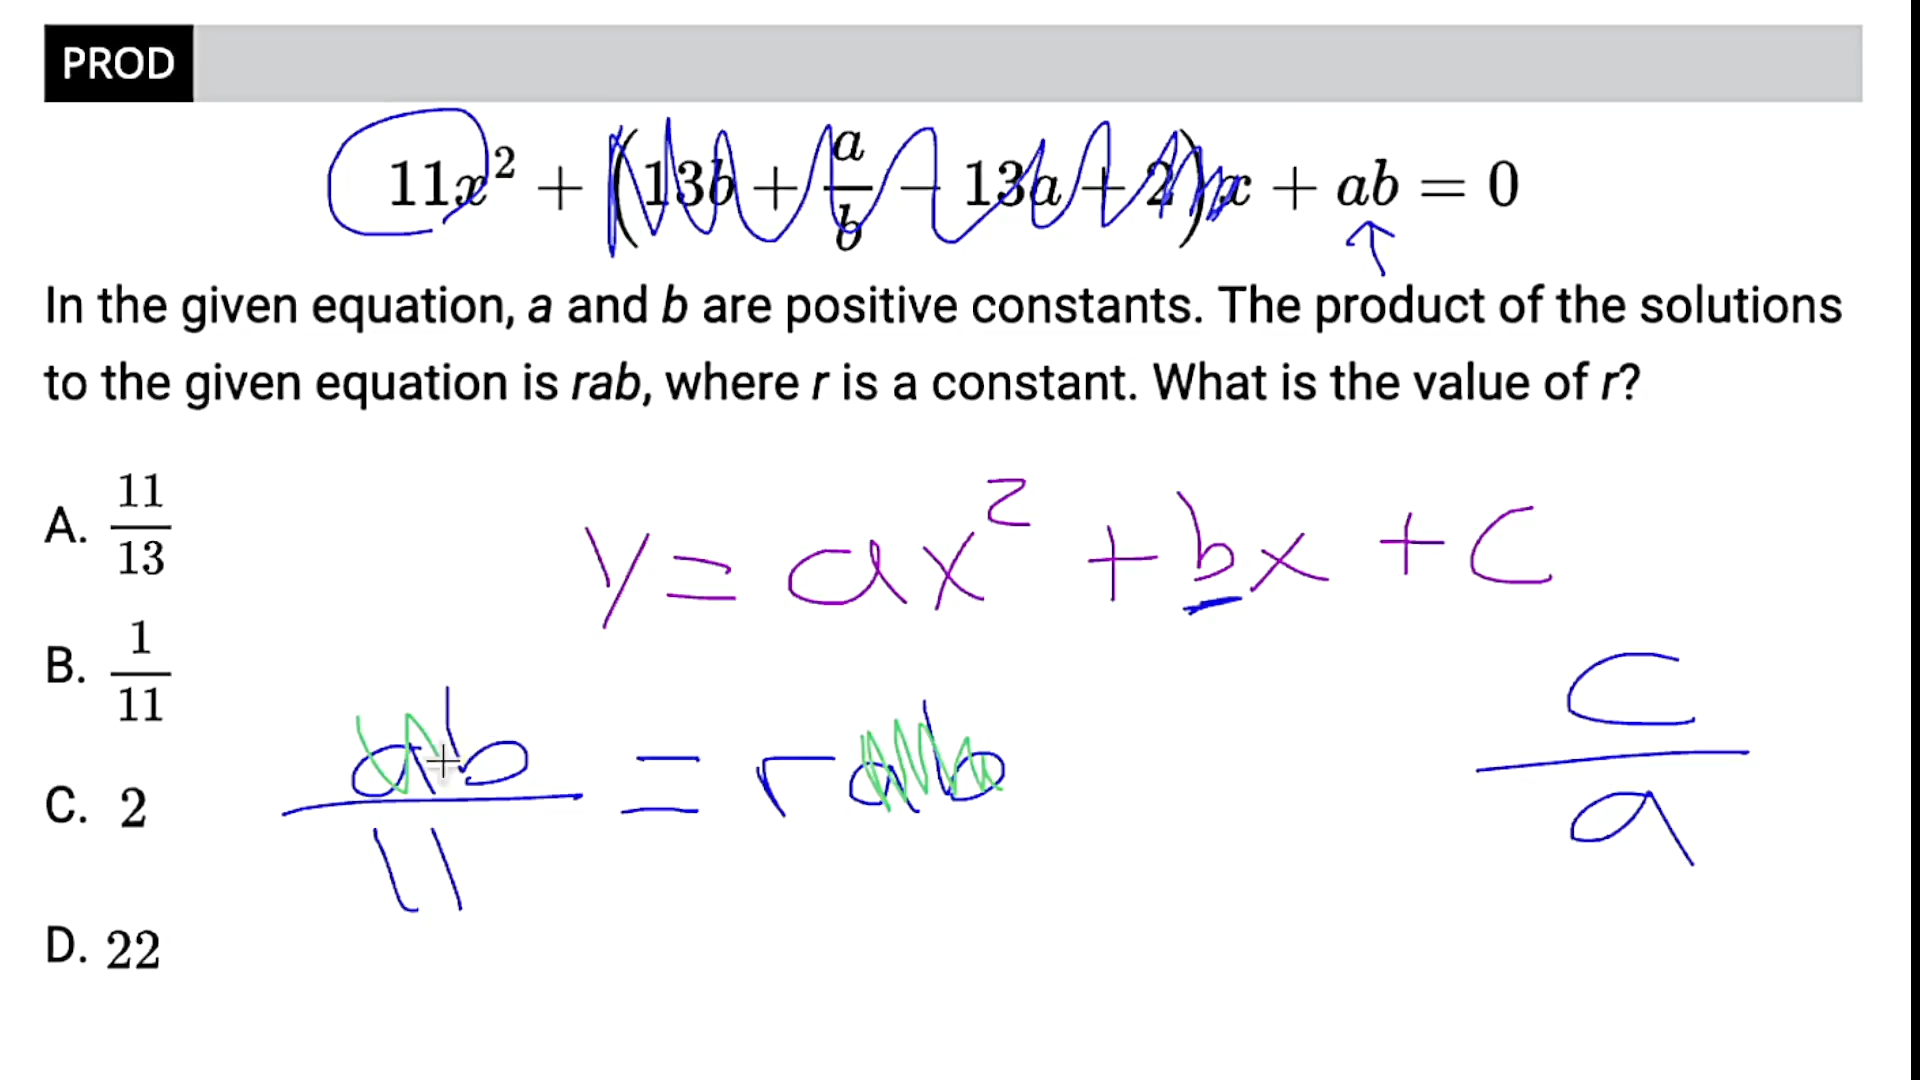 PROD
11x² + (13b + a/b − 13a + 2)x + ab = 0
In the given equation, a and b are positive constants. The product of the solutions
to the given equation is rab, where r is a constant. What is the value of r?
A. 11/13
y = ax² + bx + c
B. 1/11
c/a
ab/11 = rab
C. 2
D. 22